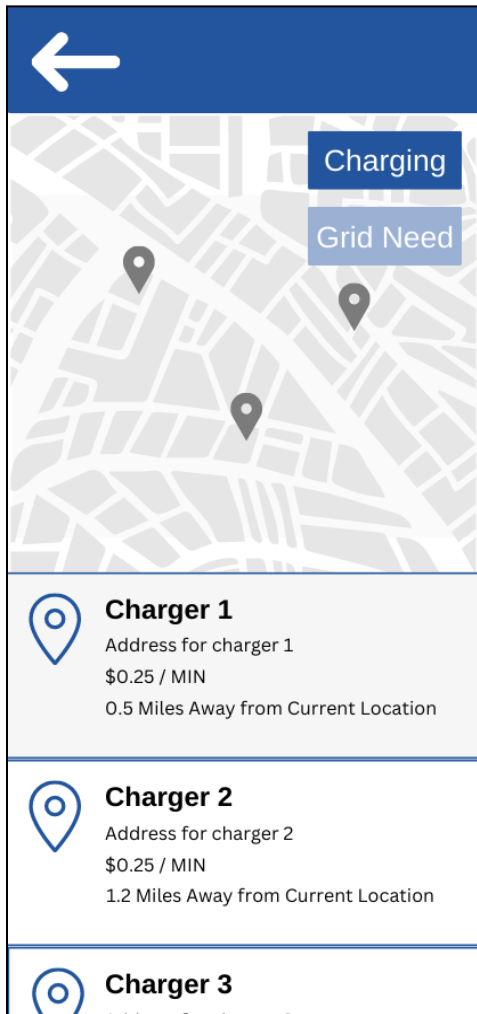 Charging
Grid Need
Charger 1
Address for charger 1
$0.25 / MIN
0.5 Miles Away from Current Location
Charger 2
Address for charger 2
$0.25 / MIN
1.2 Miles Away from Current Location
Charger 3